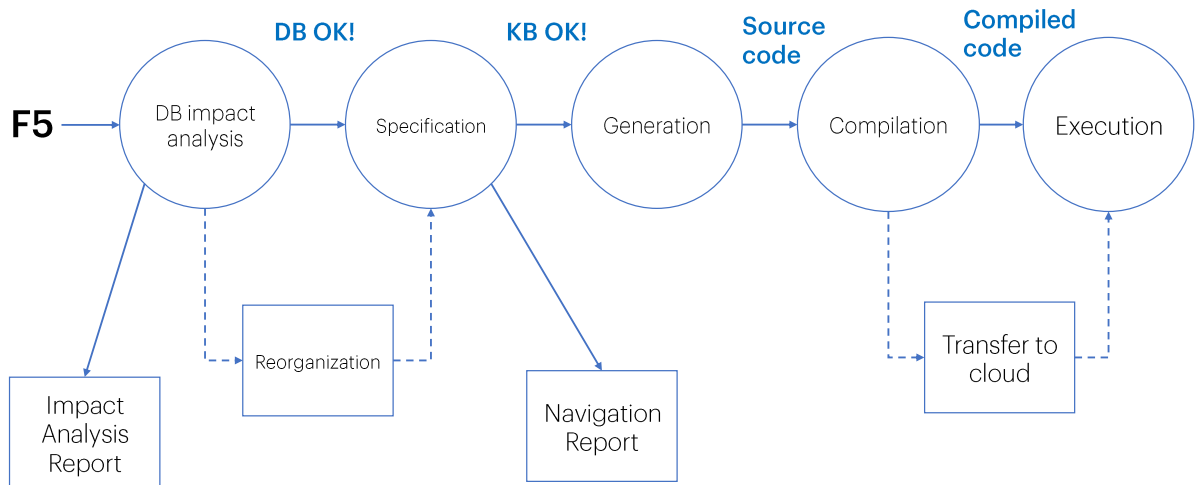 DB OK!
KB OK!
Source
code
Compiled
code
F5
DB impact
analysis
Specification
Generation
Compilation
Execution
Reorganization
Transfer to
cloud
Impact
Analysis
Report
Navigation
Report